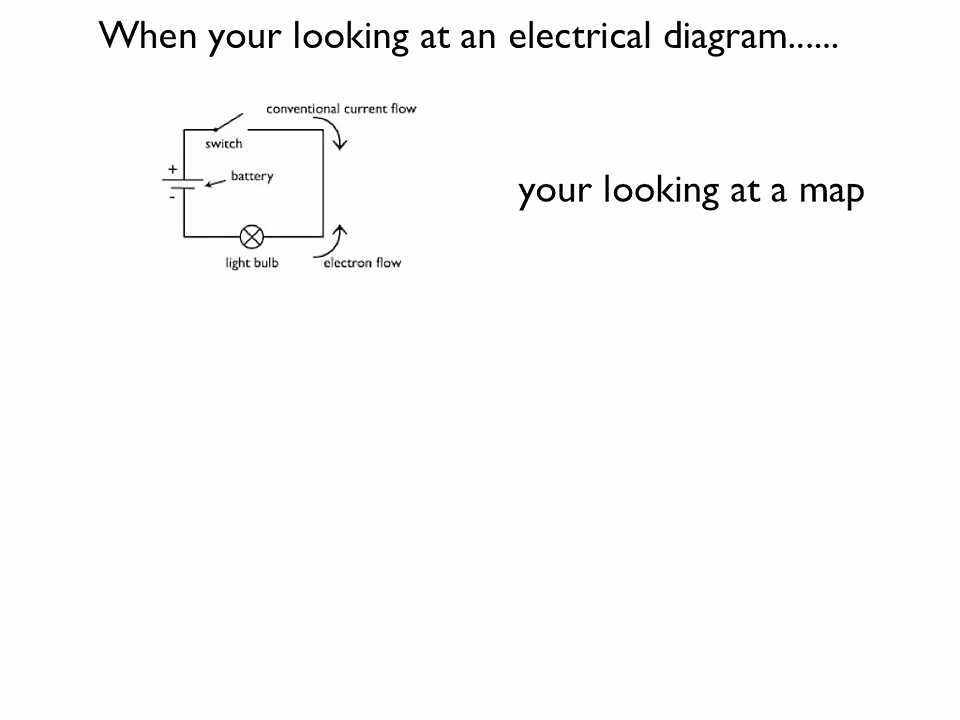 When your looking at an electrical diagram......
conventional current flow
switch
+
battery
-
your looking at a map
light bulb
electron flow